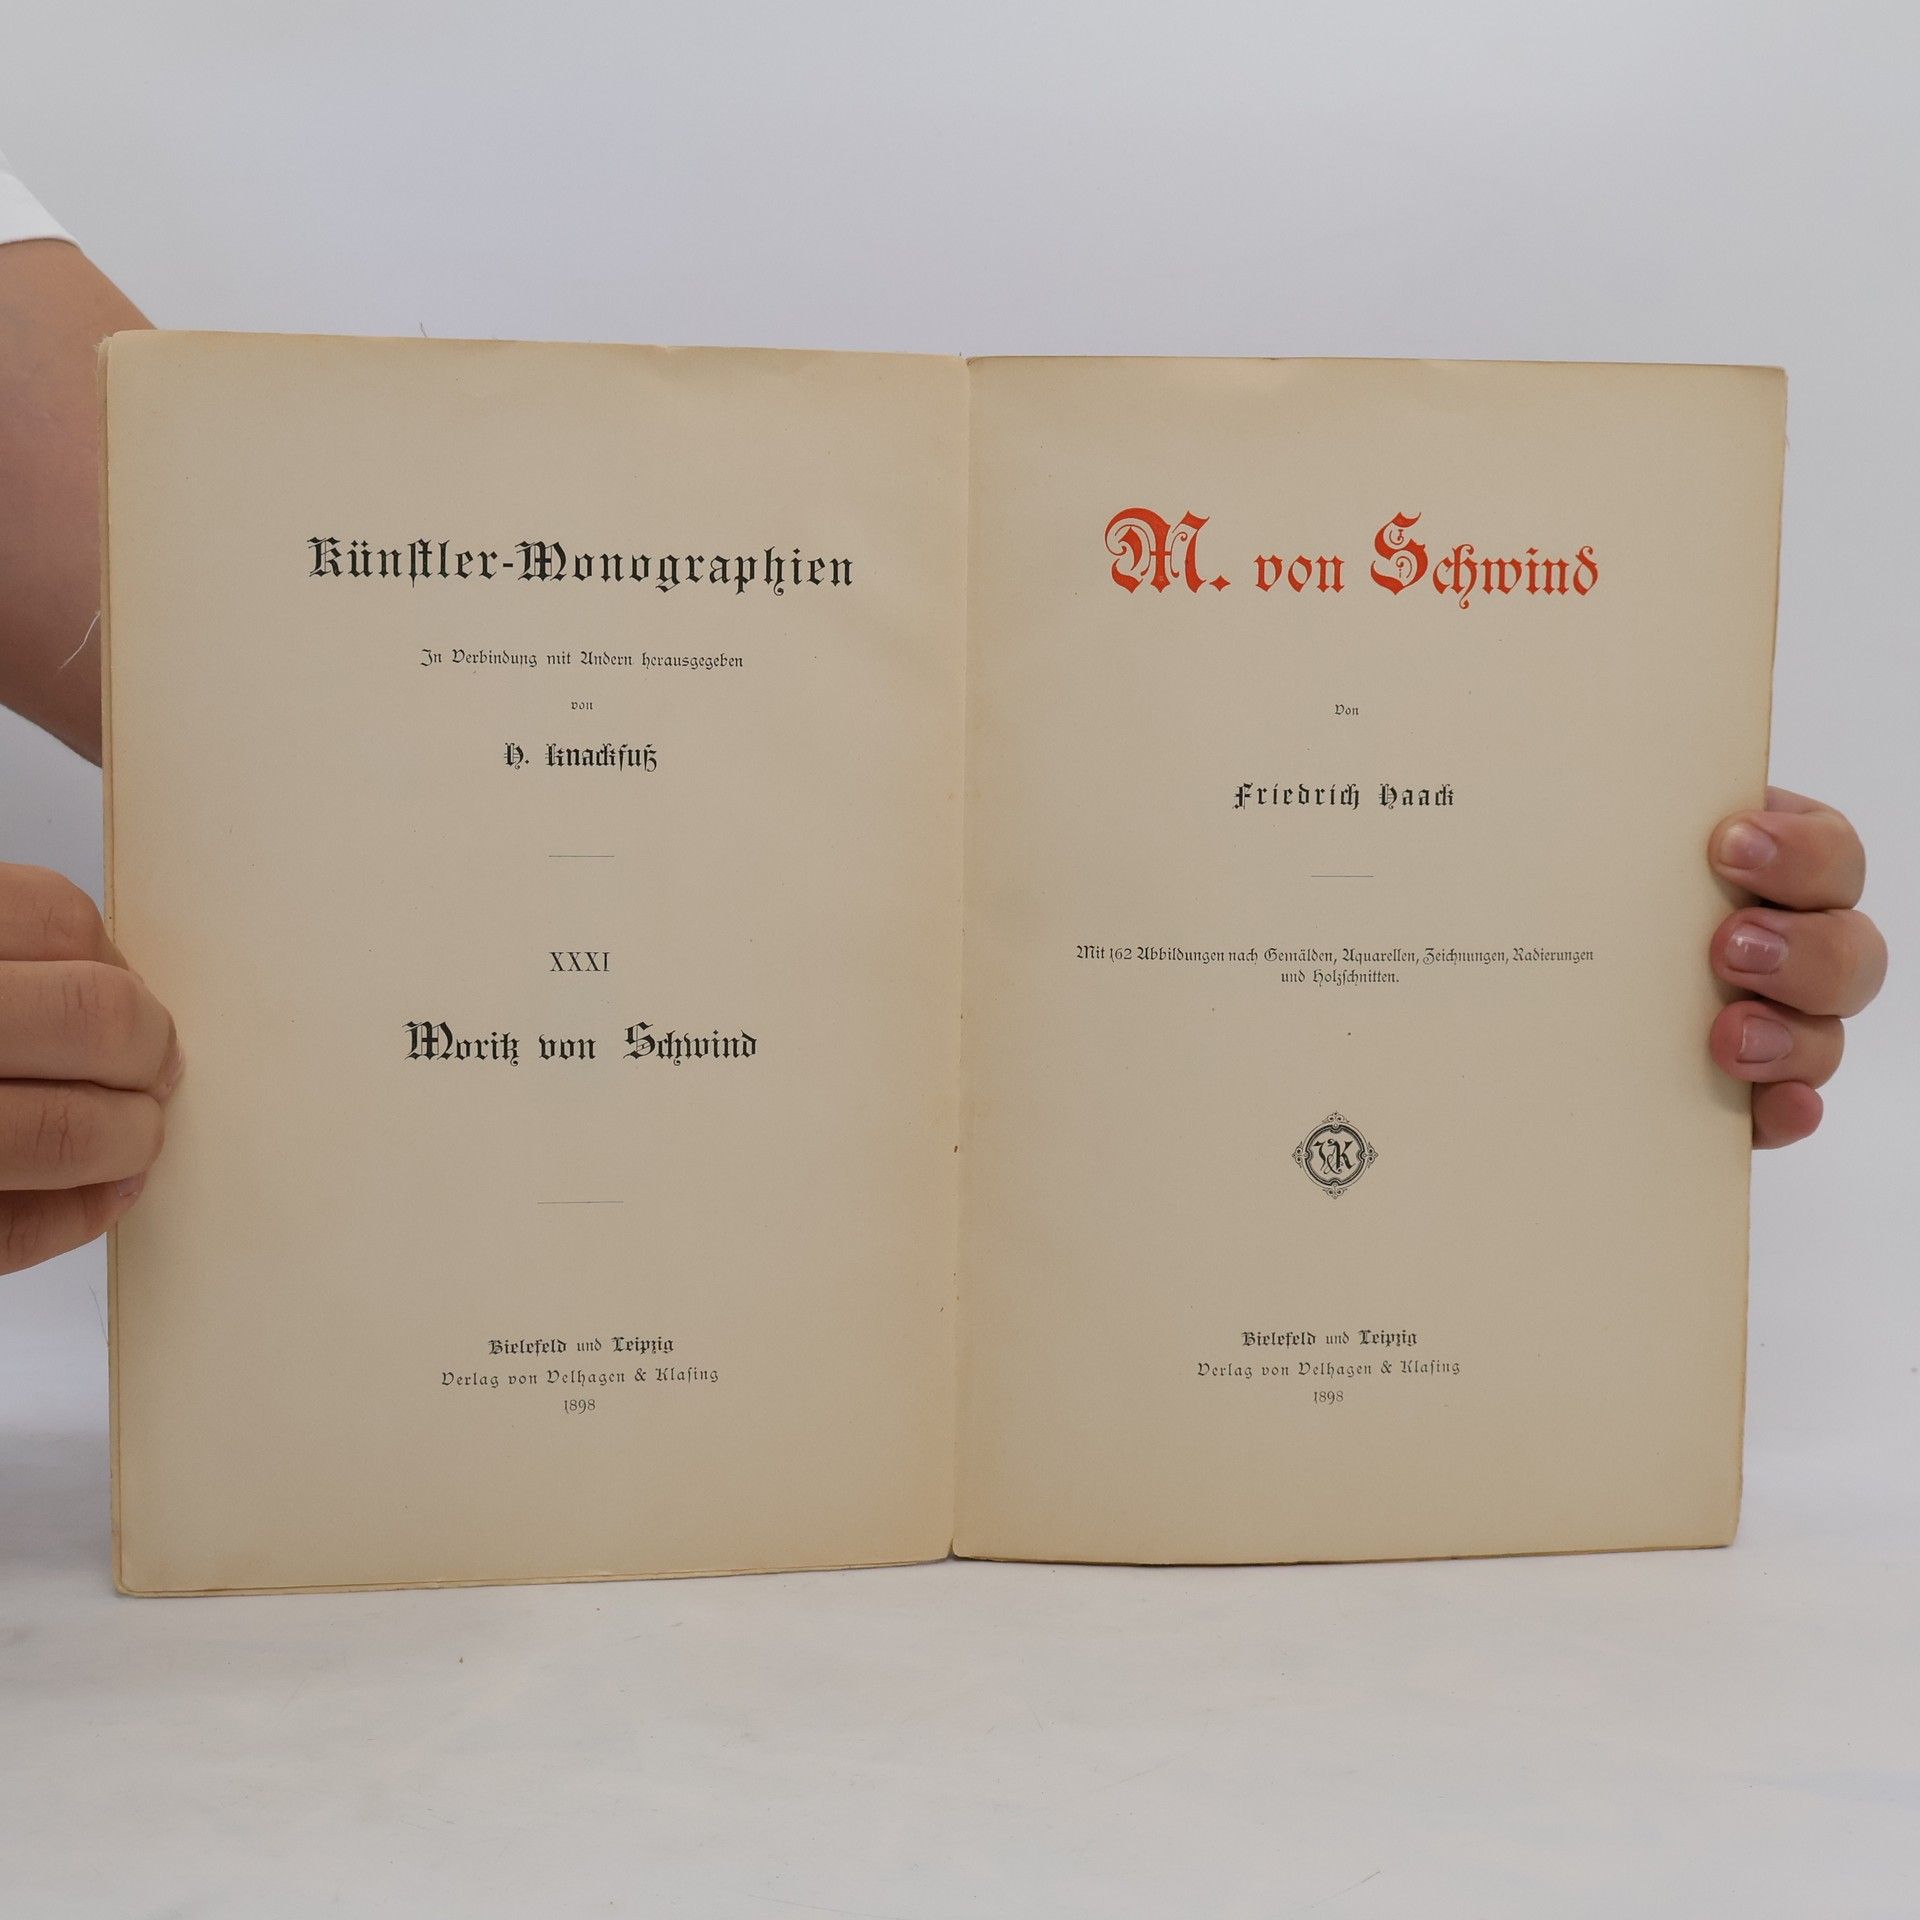 Künstler-Monographien
In Verbindung mit Andern herausgegeben
von
H. Knackfuß
XXXI
Moritz von Schwind
Bielefeld und Leipzig
Verlag von Velhagen & Klasing
1898
M. von Schwind
Von
Friedrich Haack
Mit 162 Abbildungen nach Gemälden, Aquarellen, Zeichnungen, Radierungen
und Holzschnitten.
VK
Bielefeld und Leipzig
Verlag von Velhagen & Klasing
1898